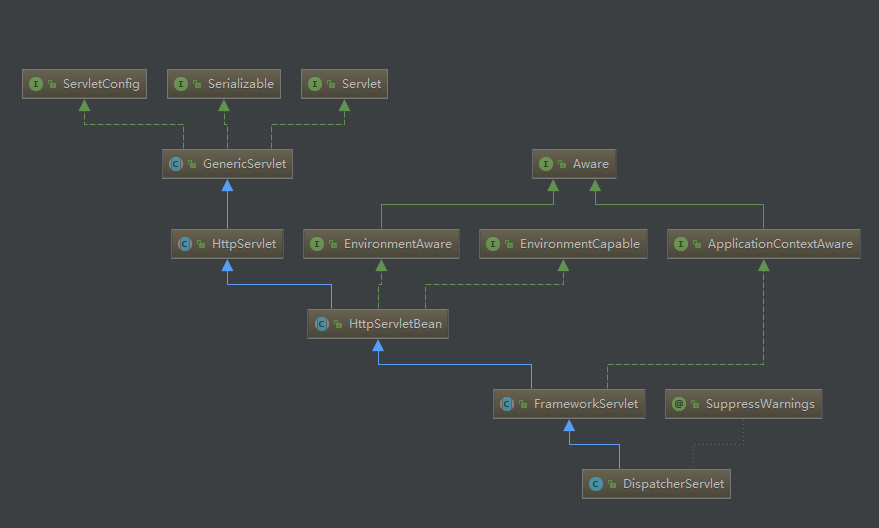 I ServletConfig I Serializable I Servlet
C GenericServlet I Aware
C HttpServlet I EnvironmentAware I EnvironmentCapable I ApplicationContextAware
C HttpServletBean
C FrameworkServlet @ SuppressWarnings
C DispatcherServlet